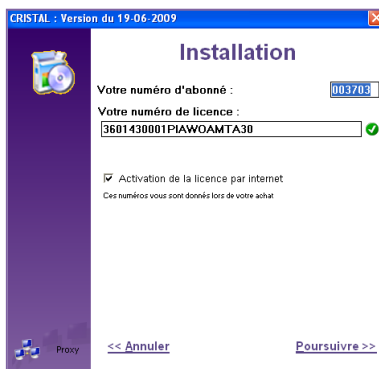 CRISTAL : Version du 19-06-2009
Installation
Votre numéro d'abonné : 003703
Votre numéro de licence :
3601430001PIAWOAMTA30
Activation de la licence par internet
Ces numéros vous sont donnés lors de votre achat
Proxy << Annuler Poursuivre >>